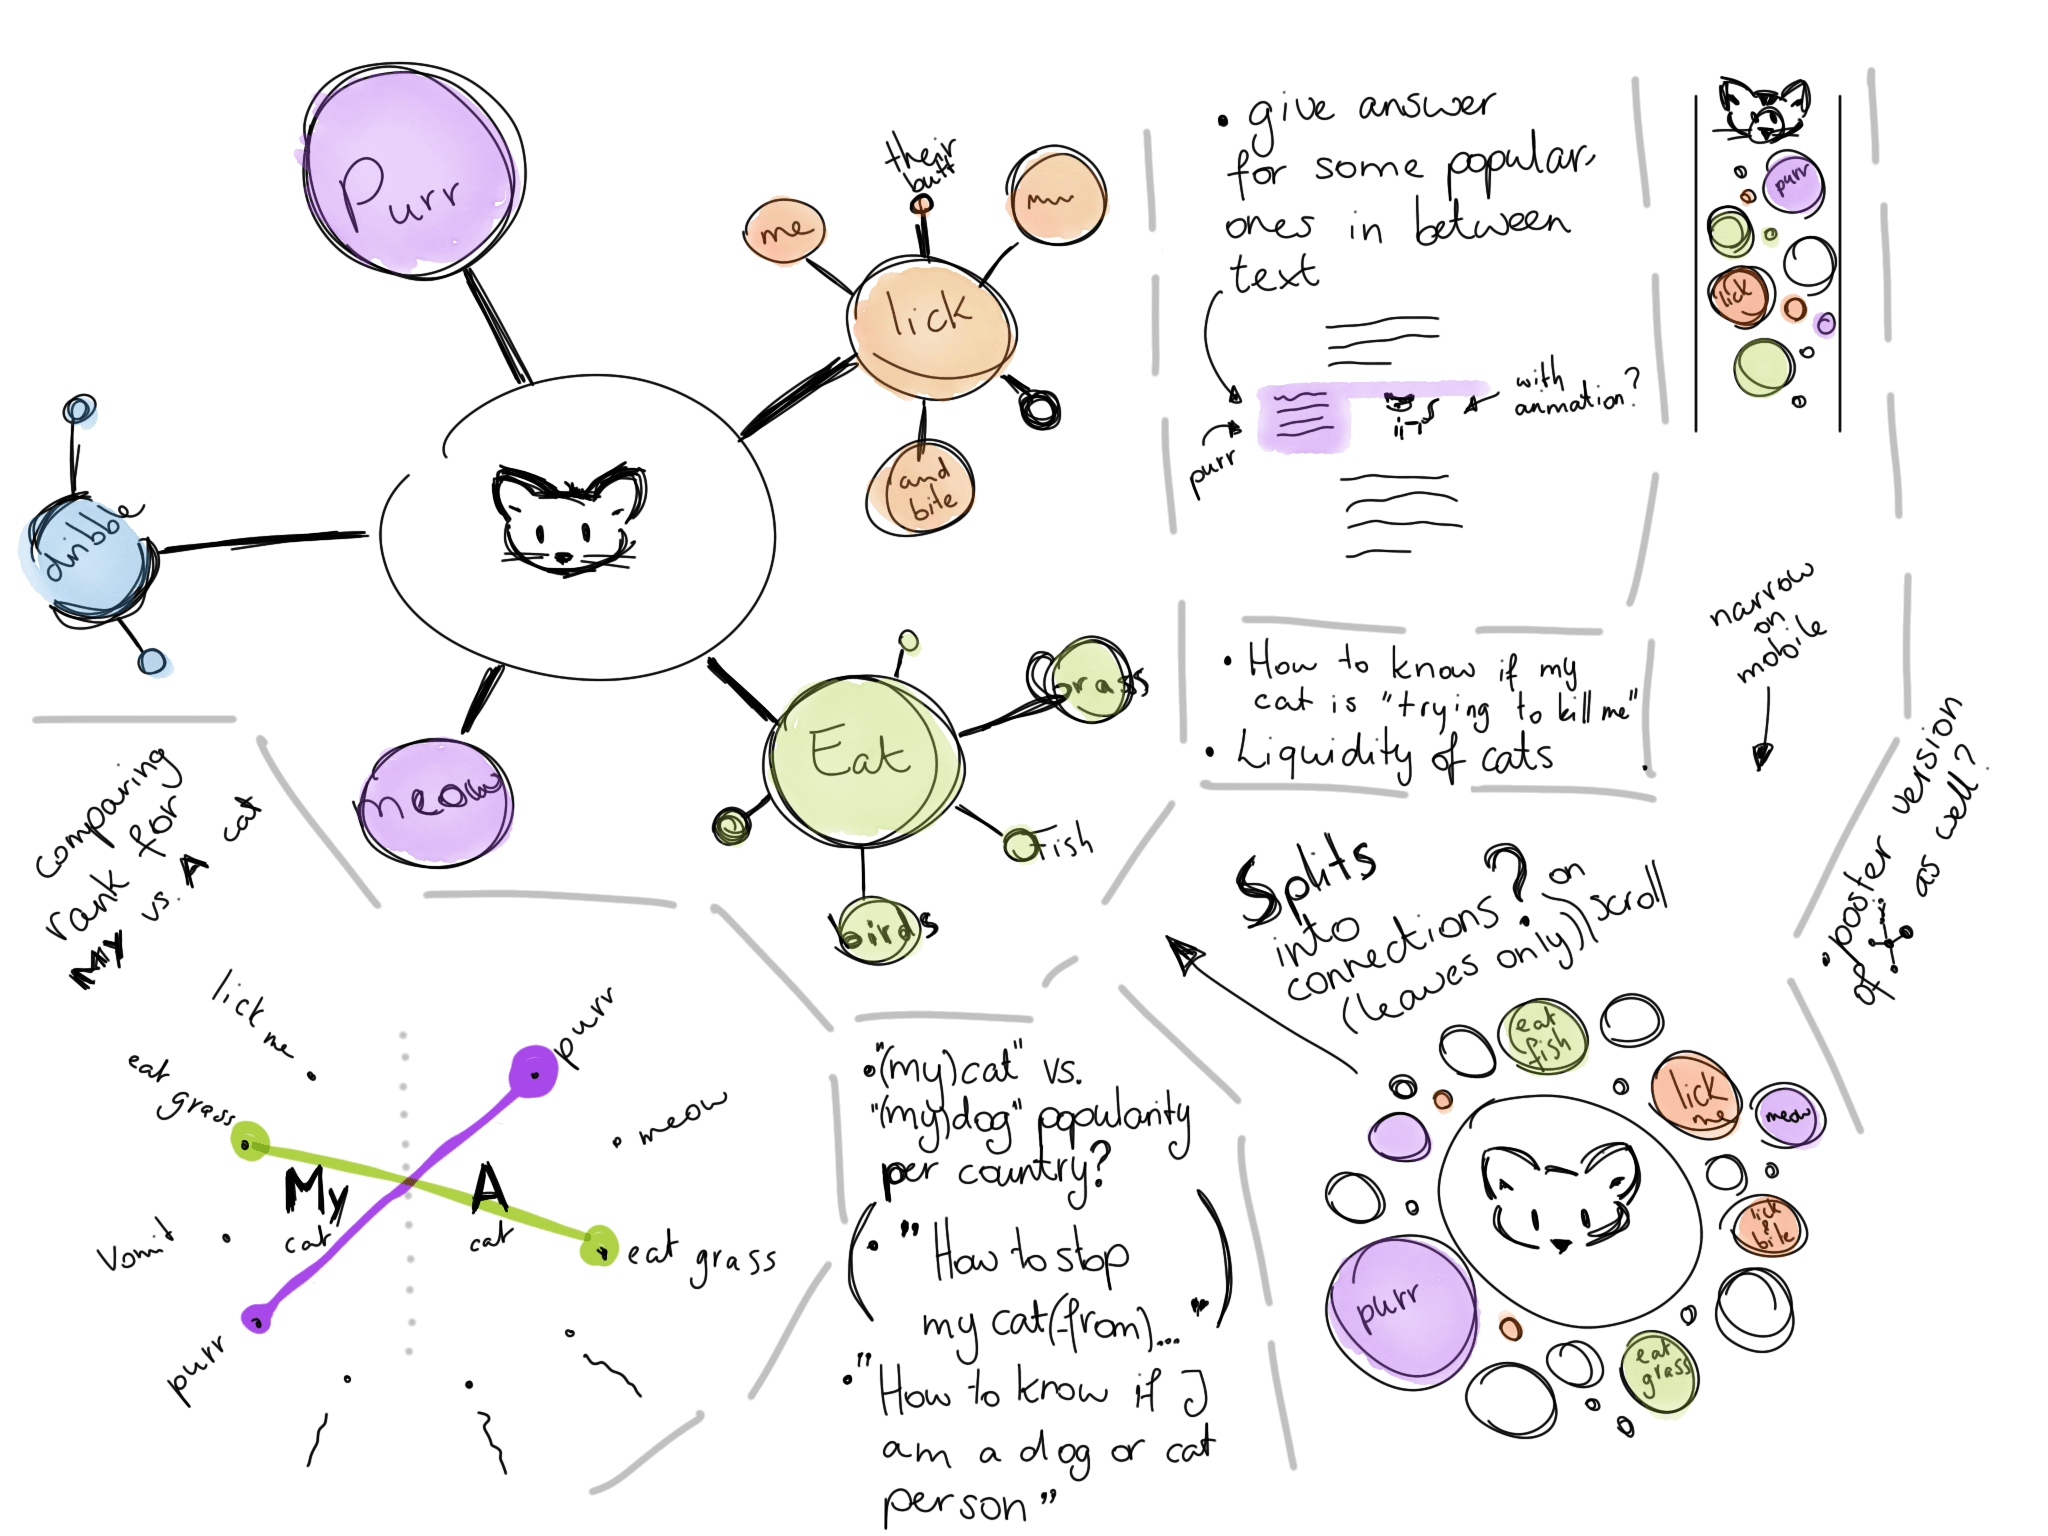 Purr
their
butt
me
lick
and
bite
dribble
meow
Eat
grass
fish
birds
• give answer
for some popular
ones in between
text
with
anmation?
purr
purr
lick
narrow
on
mobile
• How to know if my
cat is "trying to kill me"
• Liquidity of cats
• poster version
of
as well?
comparing
rank for
My vs. A cat
lick me
eat
grass
Vomit
purr
My
cat
A
cat
purr
meow
eat grass
• "(my)cat" vs.
"(my)dog" popularity
per country?
• "How to stop
my cat(from)..."
• "How to know if I
am a dog or cat
person"
Splits
into
connections?
(leaves only)
on
scroll
eat
fish
lick
me
meow
lick
&
bite
purr
eat
grass